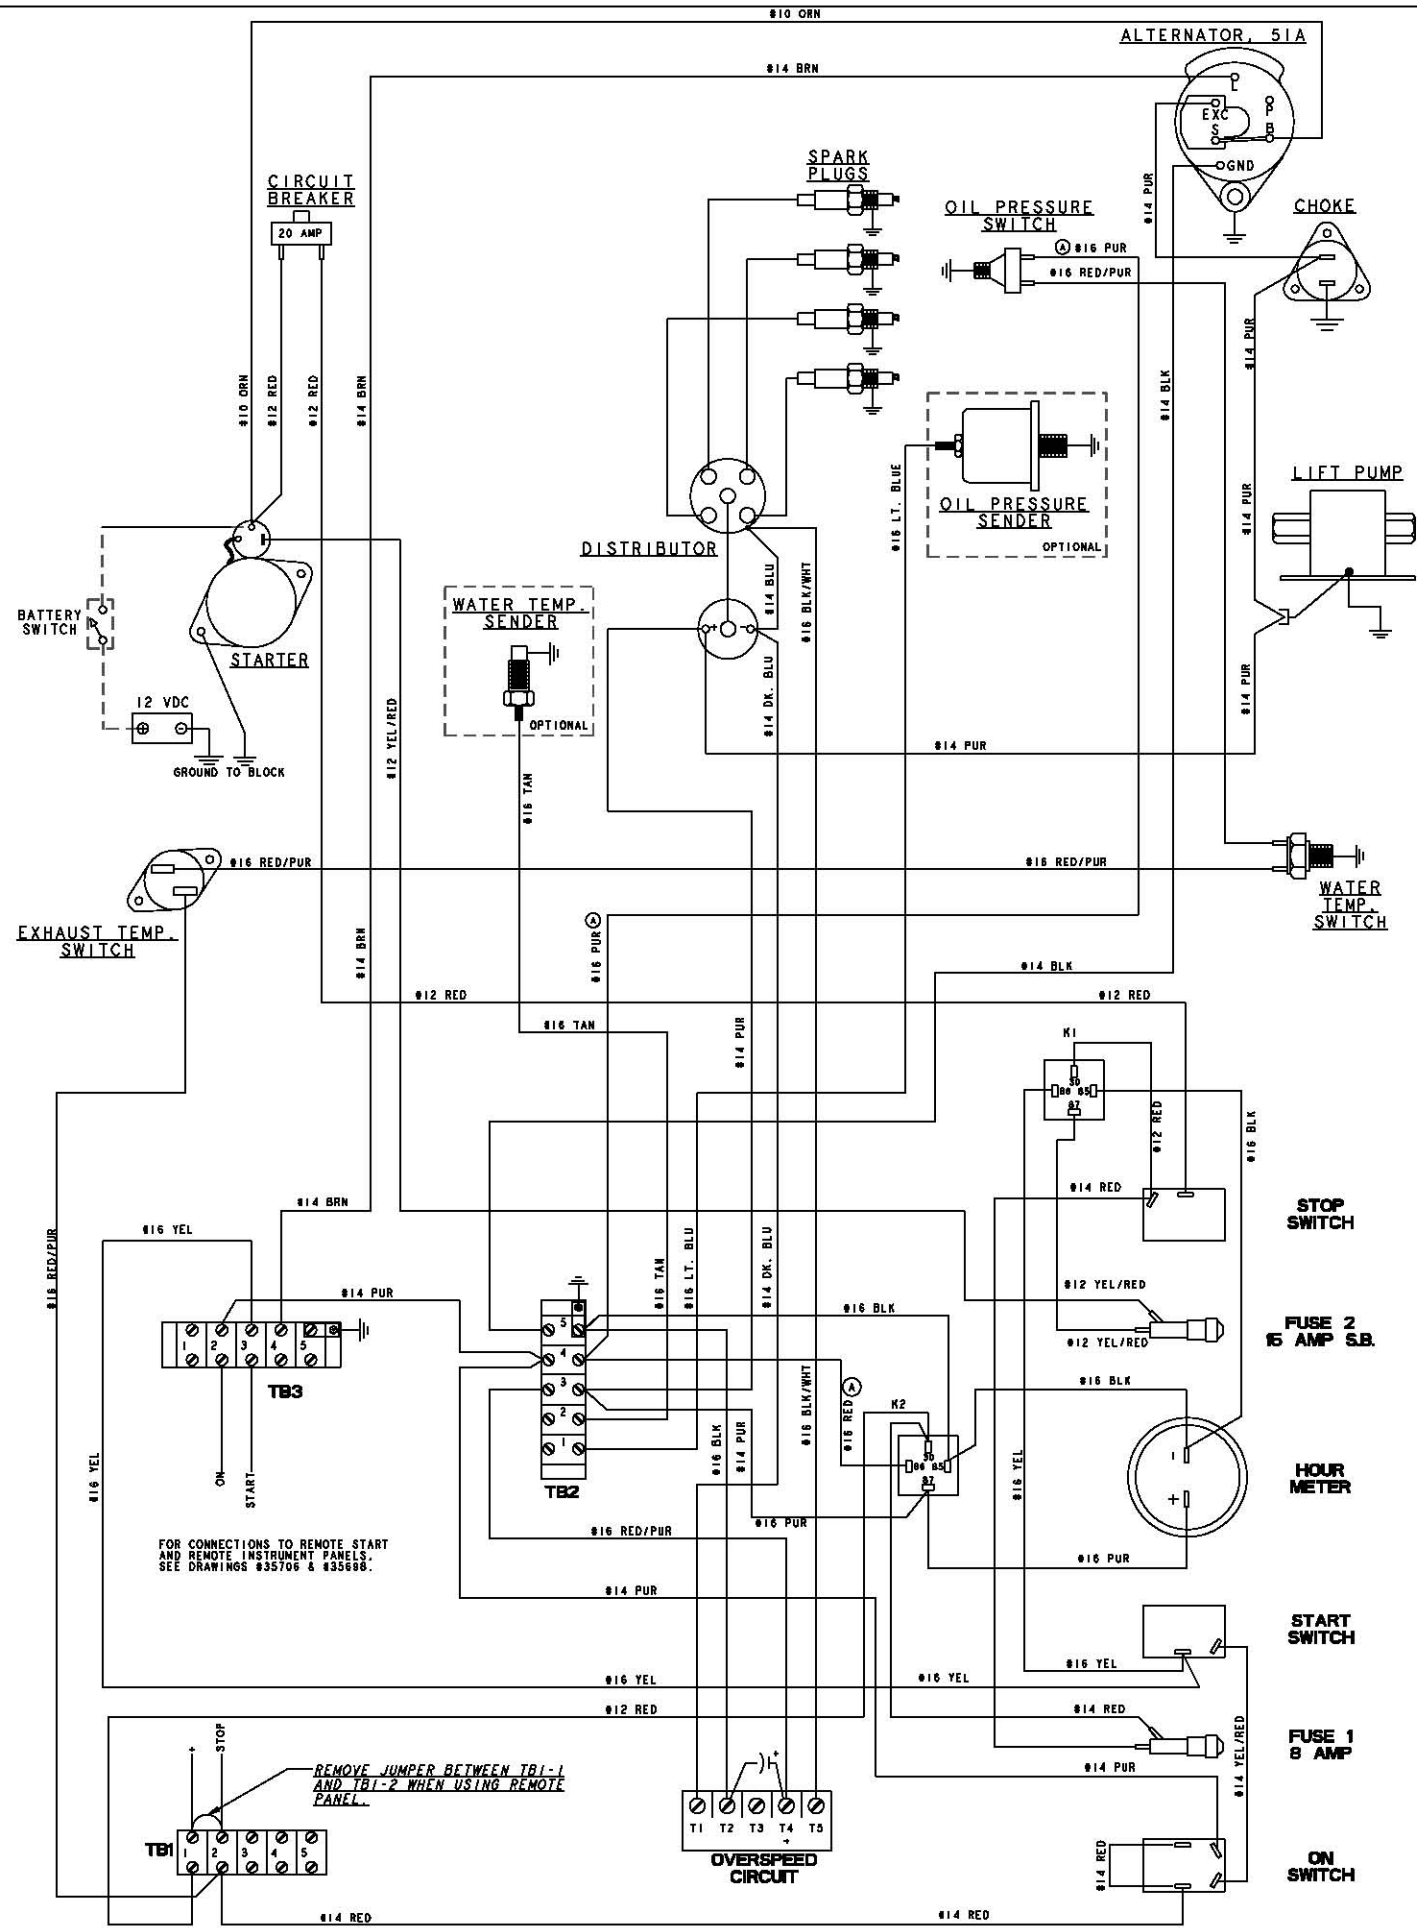 #10 ORN
ALTERNATOR, 51A
#14 BRN
L
EXC
P
S
B
GND
SPARK
PLUGS
CIRCUIT
BREAKER
20 AMP
OIL PRESSURE
SWITCH
A #16 PUR
#16 RED/PUR
#14 PUR
CHOKE
#14 PUR
#10 ORN
#12 RED
#12 RED
#14 BRN
#14 BLK
#16 LT. BLUE
OIL PRESSURE
SENDER
OPTIONAL
LIFT PUMP
#14 PUR
DISTRIBUTOR
#14 BLU
#16 BLK/WHT
WATER TEMP.
SENDER
OPTIONAL
BATTERY
SWITCH
STARTER
+
-
#14 DK. BLU
#14 PUR
12 VDC
+
-
GROUND TO BLOCK
#12 YEL/RED
#14 PUR
#16 TAN
#16 RED/PUR
#16 RED/PUR
WATER
TEMP.
SWITCH
EXHAUST TEMP.
SWITCH
#14 BRN
#16 PUR A
#14 BLK
#12 RED
#12 RED
#16 TAN
#14 PUR
K1
30
86 85
87
#12 RED
#16 BLK
#14 RED
STOP
SWITCH
#14 BRN
#16 YEL
#16 RED/PUR
#16 TAN
#16 LT. BLU
#14 DK. BLU
#14 PUR
#16 BLK
#12 YEL/RED
FUSE 2
15 AMP S.B.
#12 YEL/RED
1
2
3
4
5
TB3
5
4
3
2
1
TB2
#16 BLK/WHT
#16 RED A
#16 BLK
K2
30
86 85
87
#16 BLK
#14 PUR
#16 YEL
-
+
HOUR
METER
#16 YEL
ON
START
#16 PUR
#16 RED/PUR
#16 PUR
FOR CONNECTIONS TO REMOTE START
AND REMOTE INSTRUMENT PANELS,
SEE DRAWINGS #35706 & #35698.
#14 PUR
START
SWITCH
#16 YEL
#16 YEL
#16 YEL
#12 RED
#14 RED
FUSE 1
8 AMP
#14 YEL/RED
#14 PUR
+
STOP
REMOVE JUMPER BETWEEN TB1-1
AND TB1-2 WHEN USING REMOTE
PANEL.
+
TB1
1
2
3
4
5
T1
T2
T3
T4
T5
+
OVERSPEED
CIRCUIT
#14 RED
ON
SWITCH
#14 RED
#14 RED